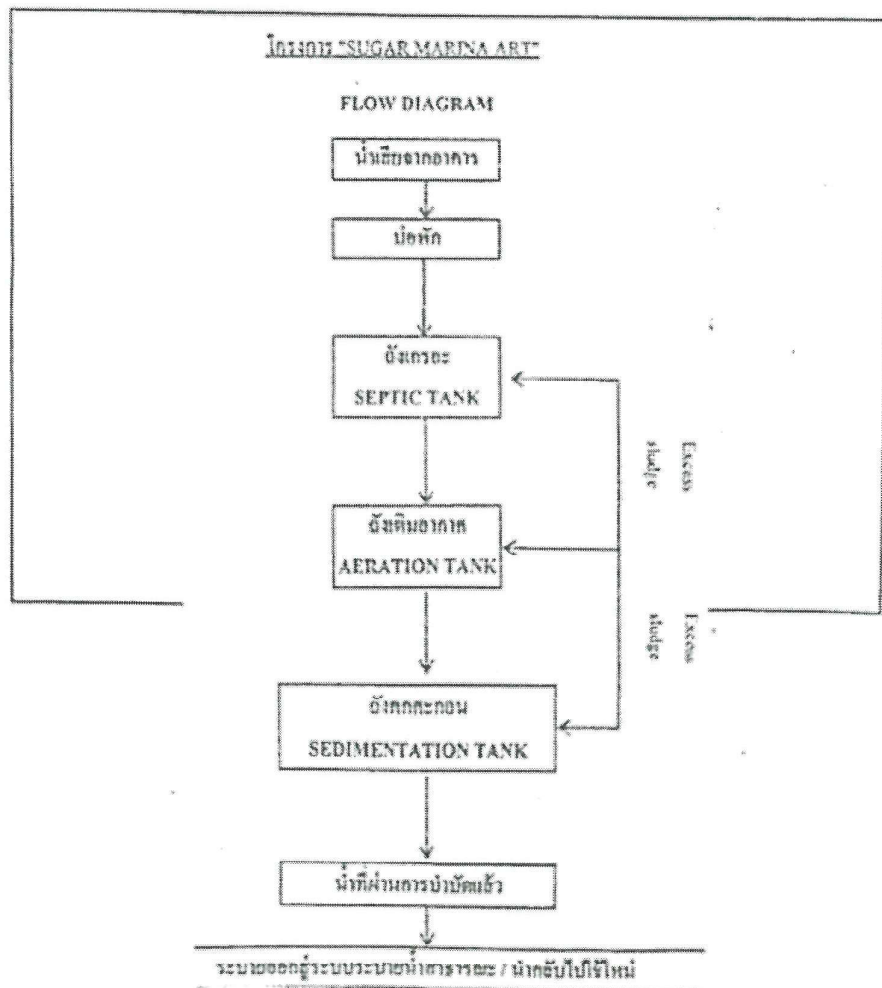 โครงการ "SUGAR MARINA ART"
FLOW DIAGRAM
น้ำเสียจากอาคาร
บ่อพัก
ถังเกรอะ
SEPTIC TANK
ถังเติมอากาศ
AERATION TANK
ถังตกตะกอน
SEDIMENTATION TANK
น้ำที่ผ่านการบำบัดแล้ว
ระบายออกสู่ระบบระบายน้ำสาธารณะ / นำกลับไปใช้ใหม่
Excess
sludge
Excess
sludge